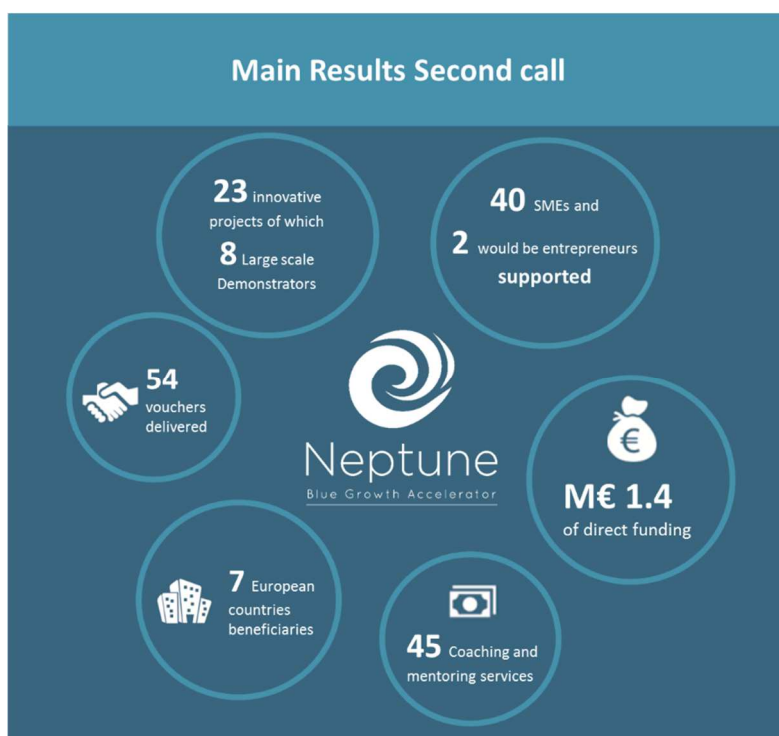 Main Results Second call
23 innovative
projects of which
8 Large scale
Demonstrators
40 SMEs and
2 would be entrepreneurs
supported
54
vouchers
delivered
Neptune
Blue Growth Accelerator
€
M€ 1.4
of direct funding
7 European
countries
beneficiaries
45 Coaching and
mentoring services